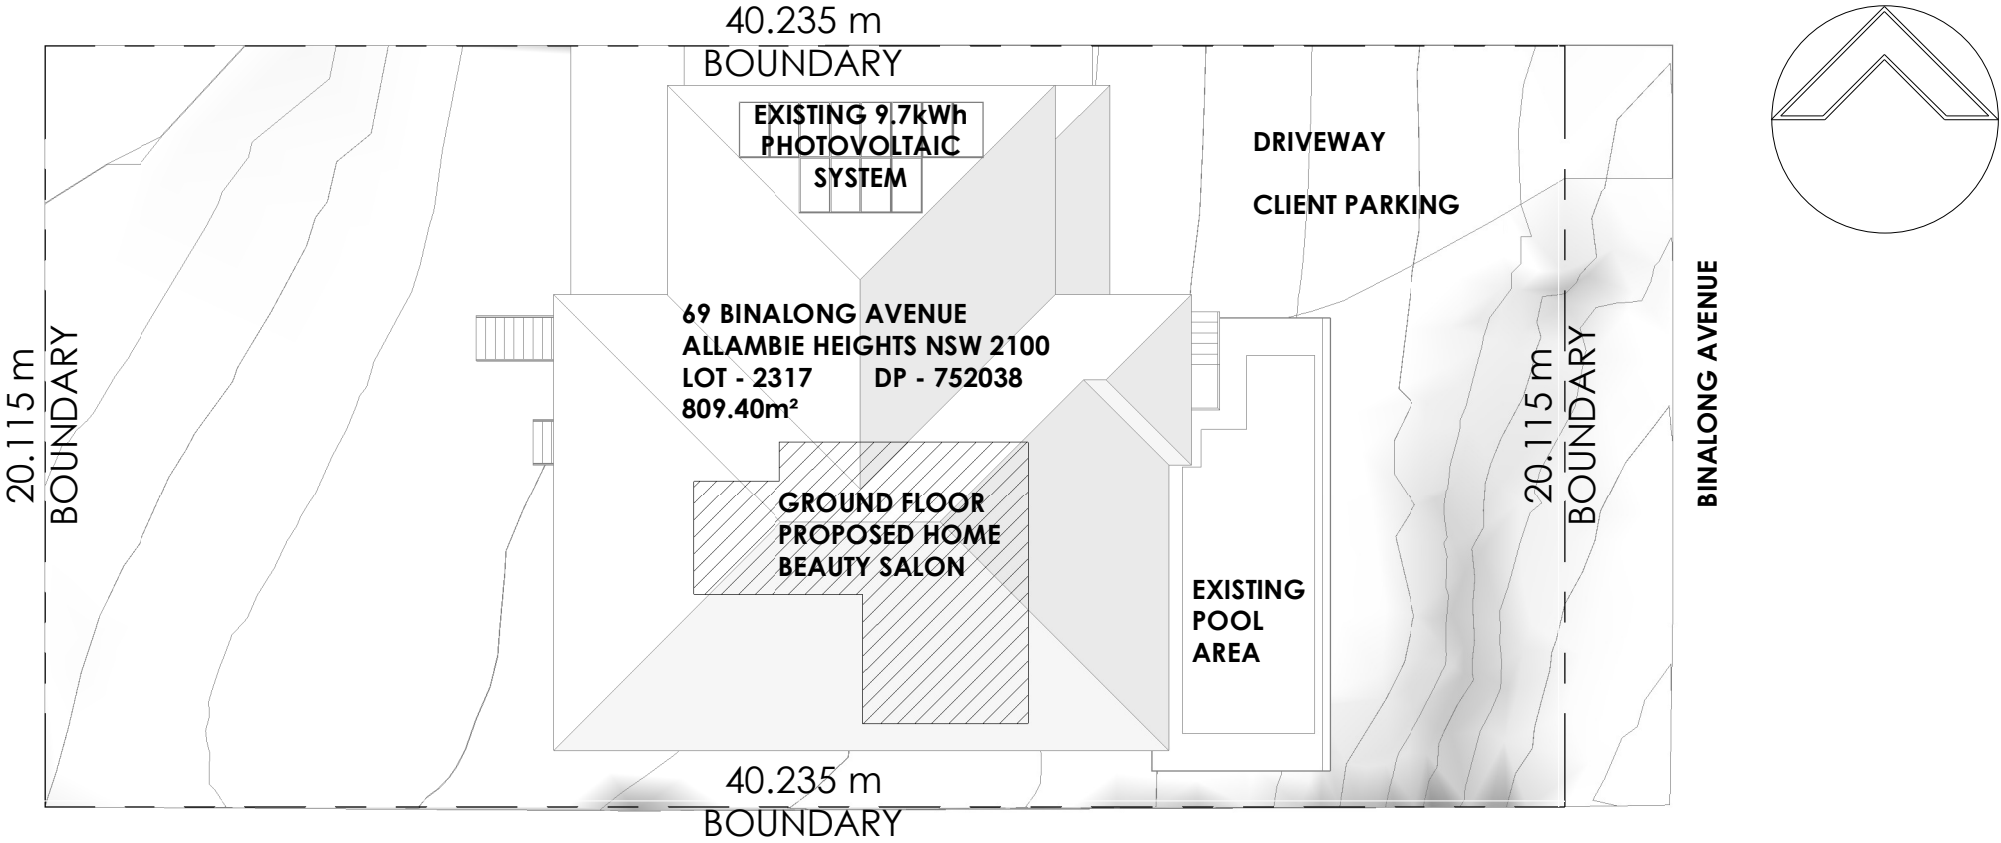 40.235 m
BOUNDARY
EXISTING 9.7kWh
PHOTOVOLTAIC
SYSTEM
DRIVEWAY
CLIENT PARKING
69 BINALONG AVENUE
ALLAMBIE HEIGHTS NSW 2100
LOT - 2317 DP - 752038
809.40m²
20.115 m
BOUNDARY
20.115 m
BOUNDARY
BINALONG AVENUE
GROUND FLOOR
PROPOSED HOME
BEAUTY SALON
EXISTING
POOL
AREA
40.235 m
BOUNDARY